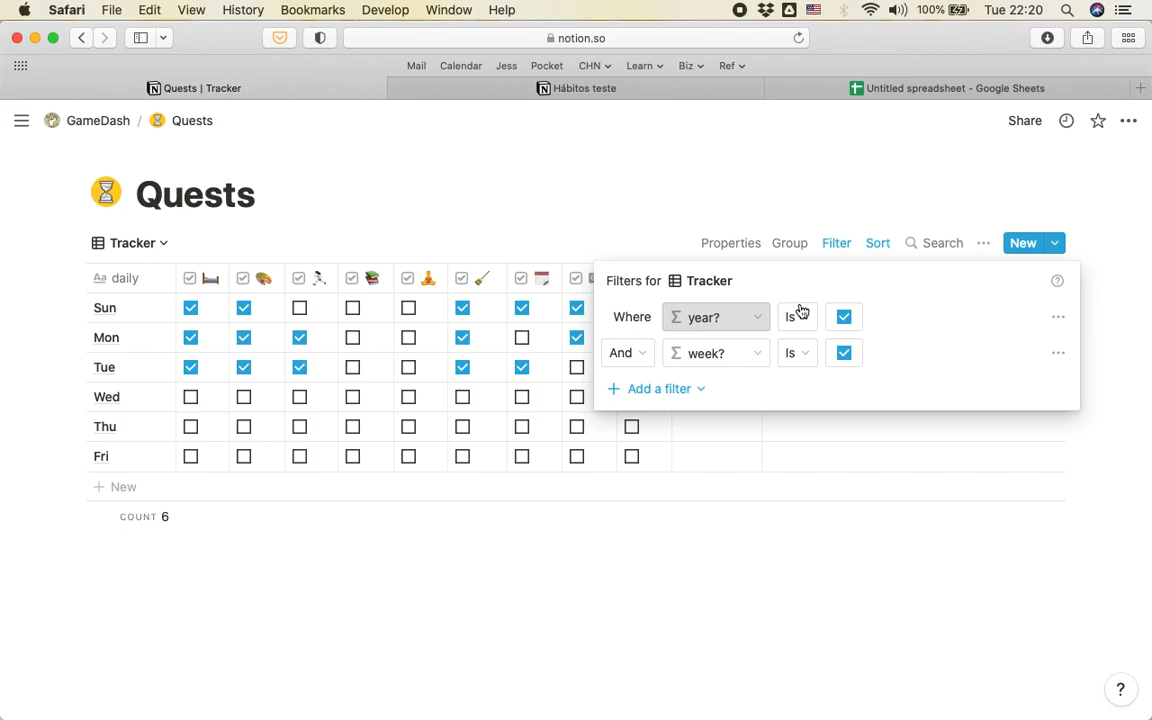 Safari File Edit View History Bookmarks Develop Window Help 100% Tue 22:20
notion.so
Mail Calendar Jess Pocket CHN Learn Biz Ref
Quests | Tracker Hábitos teste Untitled spreadsheet - Google Sheets
GameDash / Quests Share
Quests
Tracker Properties Group Filter Sort Search New
Aa daily
Filters for Tracker
Sun
Where Σ year? Is
Mon
And Σ week? Is
Tue
+ Add a filter
Wed
Thu
Fri
+ New
COUNT 6
?